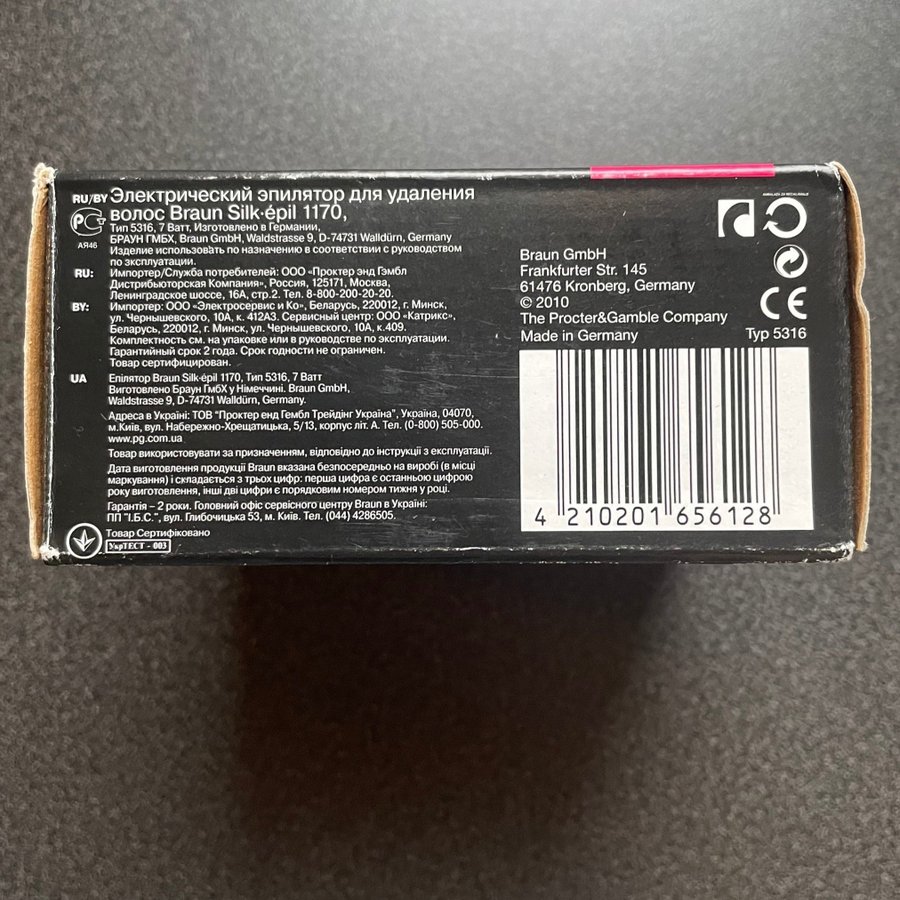 RU/BY Электрический эпилятор для удаления
волос Braun Silk·épil 1170,
Тип 5316, 7 Ватт, Изготовлено в Германии,
БРАУН ГМБХ, Braun GmbH, Waldstrasse 9, D-74731 Walldürn, Germany
Изделие использовать по назначению в соответствии с руководством
по эксплуатации.
АЯ46
RU: Импортер/Служба потребителей: ООО «Проктер энд Гэмбл
Дистрибьюторская Компания», Россия, 125171, Москва,
Ленинградское шоссе, 16А, стр.2. Тел. 8-800-200-20-20.
BY: Импортер: ООО «Электросервис и Ко», Беларусь, 220012, г. Минск,
ул. Чернышевского, 10А, к. 412А3. Сервисный центр: ООО «Катрикс»,
Беларусь, 220012, г. Минск, ул. Чернышевского, 10А, к.409.
Комплектность см. на упаковке или в руководстве по эксплуатации.
Гарантийный срок 2 года. Срок годности не ограничен.
Товар сертифицирован.
UA Епілятор Braun Silk·épil 1170, Тип 5316, 7 Ватт
Виготовлено Браун ГмбХ у Німеччині. Braun GmbH,
Waldstrasse 9, D-74731 Walldürn, Germany.
Адреса в Україні: ТОВ "Проктер енд Гембл Трейдінг Україна", Україна, 04070,
м.Київ, вул. Набережно-Хрещатицька, 5/13, корпус літ. А. Тел. (0-800) 505-000.
www.pg.com.ua
Товар використовувати за призначенням, відповідно до інструкції з експлуатації.
Дата виготовлення продукції Braun вказана безпосередньо на виробі (в місці
маркування) і складається з трьох цифр: перша цифра є останньою цифрою
року виготовлення, інші дві цифри є порядковим номером тижня у році.
Гарантія – 2 роки. Головний офіс сервісного центру Braun в Україні:
ПП "І.Б.С.", вул. Глибочицька 53, м. Київ. Тел. (044) 4286505.
Товар Сертифіковано
УкрТЕСТ - 003
Braun GmbH
Frankfurter Str. 145
61476 Kronberg, Germany
© 2010
The Procter&Gamble Company
Made in Germany
CE
Typ 5316
4 210201 656128